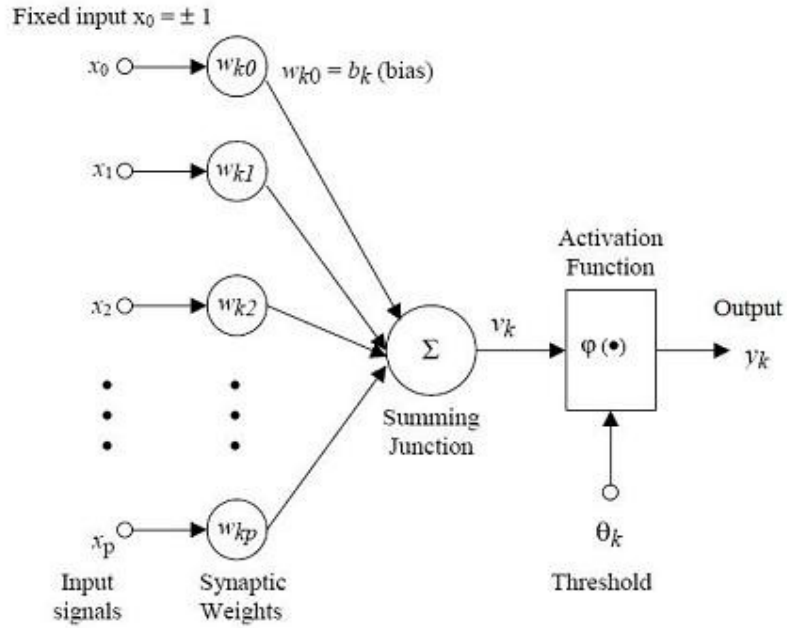 Fixed input x₀ = ± 1
x₀
wk0
wk0 = bk (bias)
x₁
wk1
x₂
wk2
Σ
vk
Activation
Function
φ (•)
Output
yk
Summing
Junction
xp
wkp
θk
Input
signals
Synaptic
Weights
Threshold